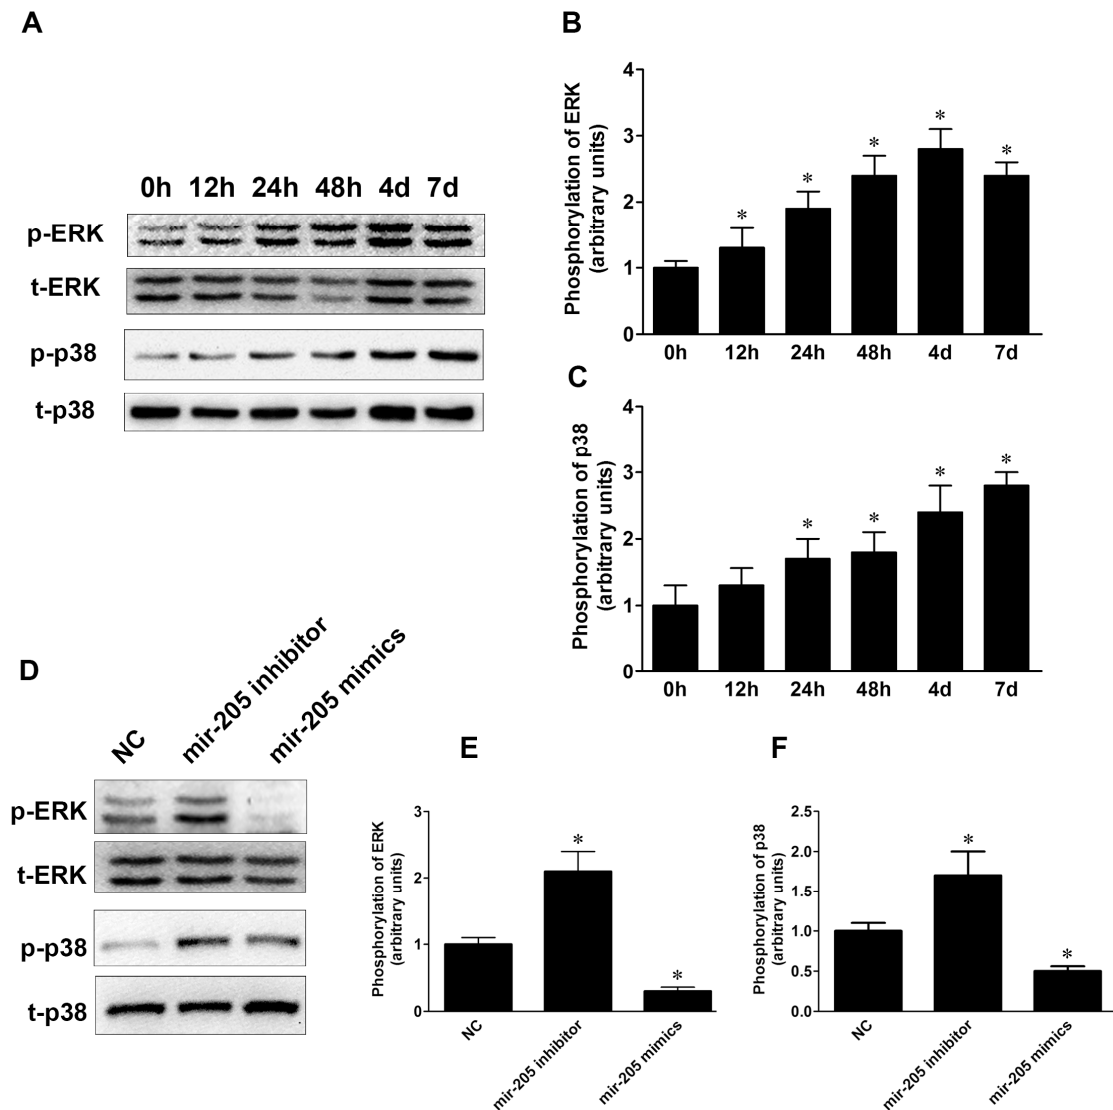 A
0h 12h 24h 48h 4d 7d
p-ERK
t-ERK
p-p38
t-p38
B
Phosphorylation of ERK
(arbitrary units)
4
3
2
1
0
* * * * *
0h 12h 24h 48h 4d 7d
C
Phosphorylation of p38
(arbitrary units)
4
3
2
1
0
* * * *
0h 12h 24h 48h 4d 7d
D
NC
mir-205 inhibitor
mir-205 mimics
p-ERK
t-ERK
p-p38
t-p38
E
Phosphorylation of ERK
(arbitrary units)
3
2
1
0
* *
NC
mir-205 inhibitor
mir-205 mimics
F
Phosphorylation of p38
(arbitrary units)
2.5
2.0
1.5
1.0
0.5
0.0
* *
NC
mir-205 inhibitor
mir-205 mimics